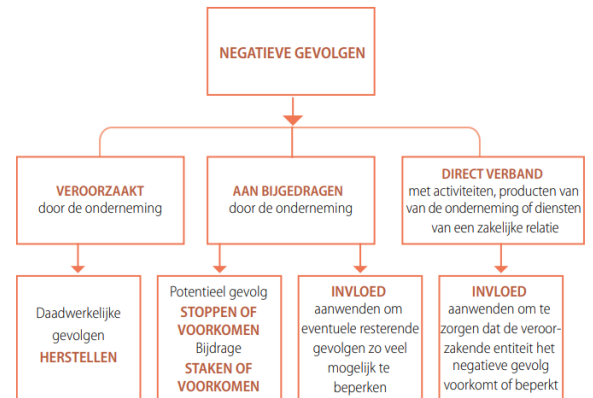 NEGATIEVE GEVOLGEN
VEROORZAAKT
door de onderneming
AAN BIJGEDRAGEN
door de onderneming
DIRECT VERBAND
met activiteiten, producten van
van de onderneming of diensten
van een zakelijke relatie
Daadwerkelijke
gevolgen
HERSTELLEN
Potentieel gevolg
STOPPEN OF
VOORKOMEN
Bijdrage
STAKEN OF
VOORKOMEN
INVLOED
aanwenden om
eventuele resterende
gevolgen zo veel
mogelijk te
beperken
INVLOED
aanwenden om te
zorgen dat de veroor-
zakende entiteit het
negatieve gevolg
voorkomt of beperkt